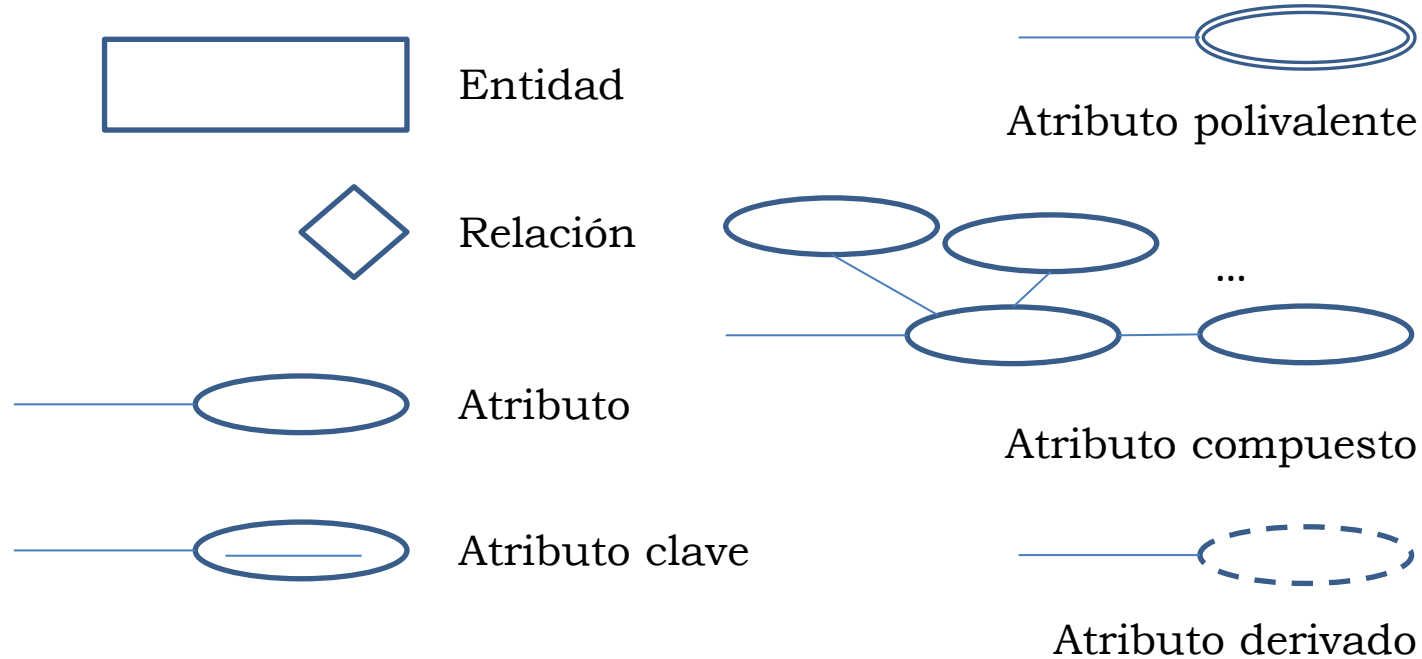 Entidad
Relación
Atributo
Atributo clave
Atributo polivalente
...
Atributo compuesto
Atributo derivado